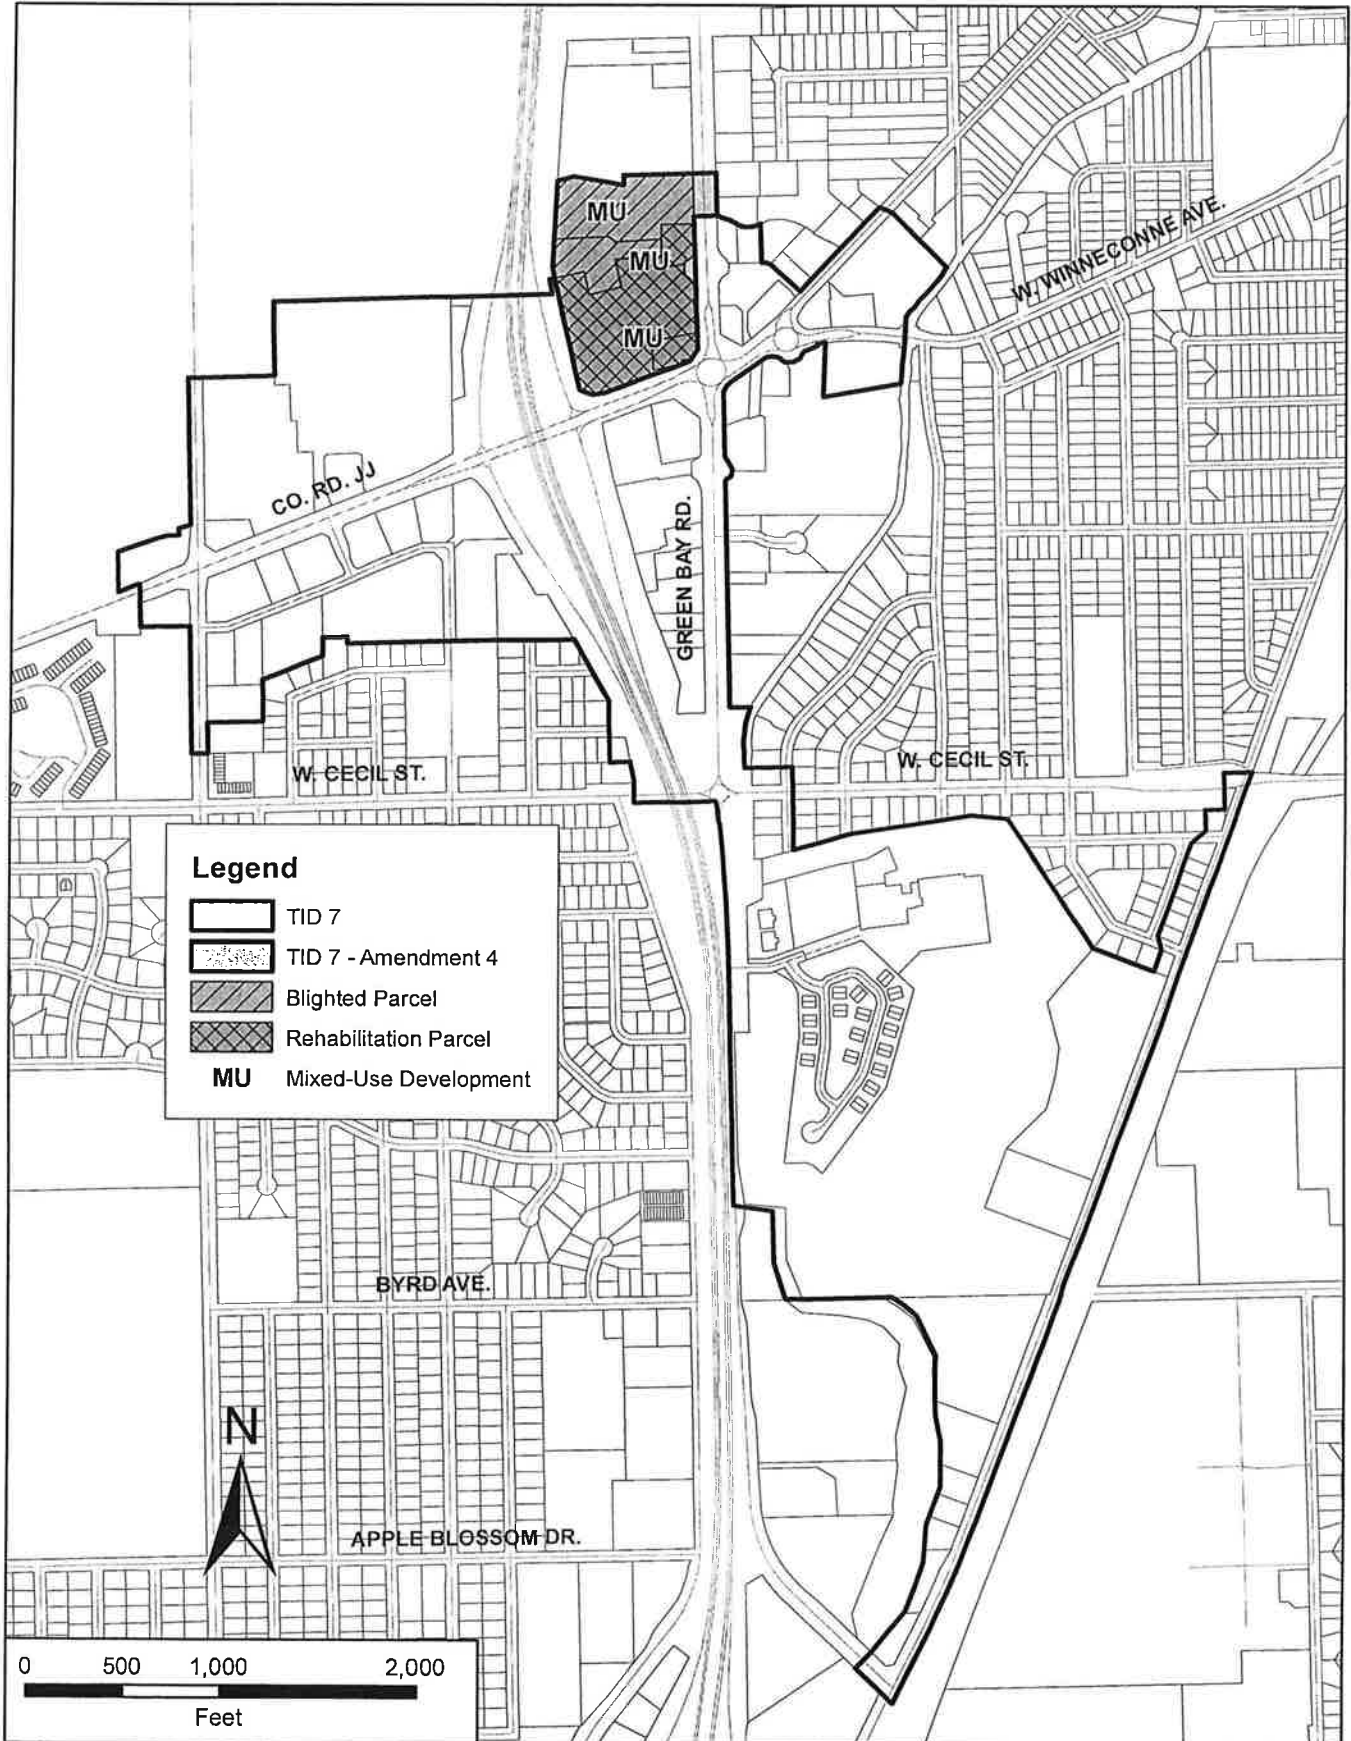 MU
MU
MU
W. WINNECONNE AVE.
CO. RD. JJ
GREEN BAY RD.
W. CECIL ST.
W. CECIL ST.
Legend
TID 7
TID 7 - Amendment 4
Blighted Parcel
Rehabilitation Parcel
MU Mixed-Use Development
BYRD AVE.
N
APPLE BLOSSOM DR.
0 500 1,000 2,000
Feet